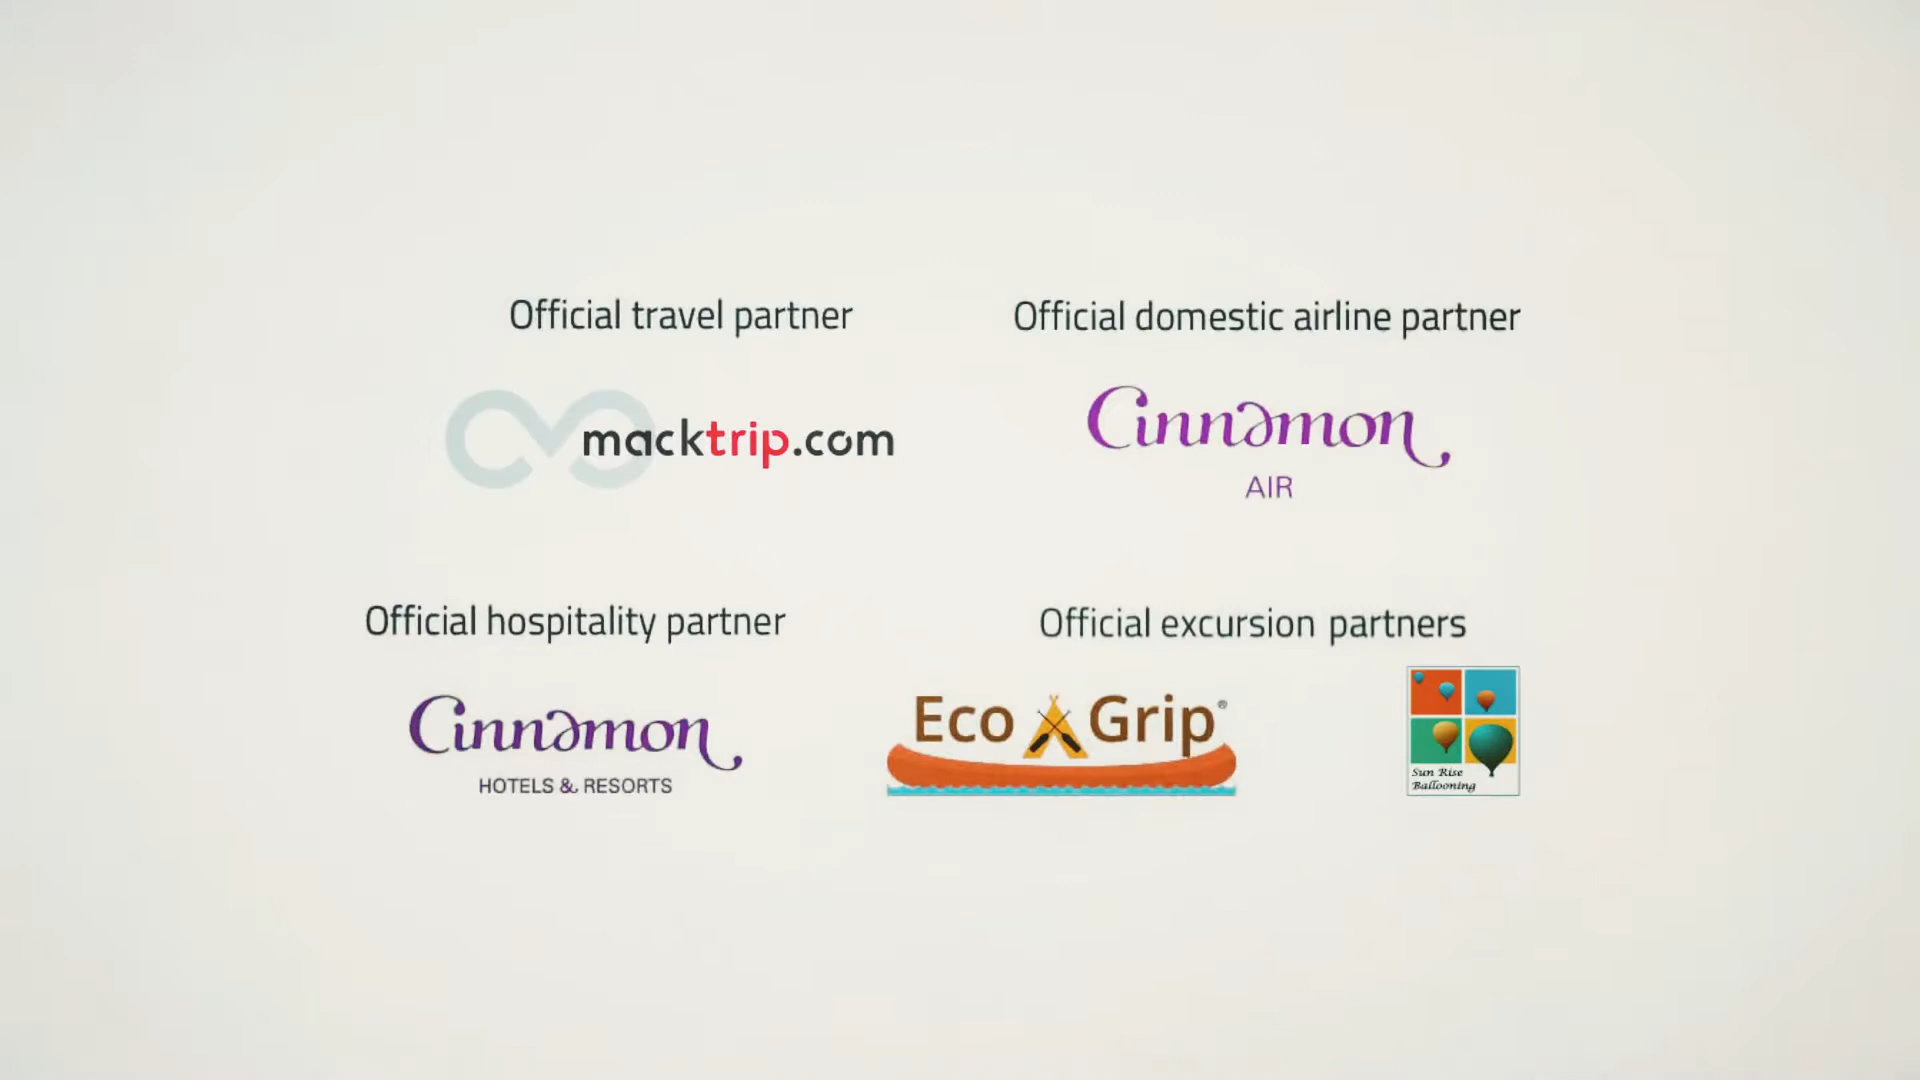 Official travel partner
macktrip.com
Official domestic airline partner
Cinnamon
AIR
Official hospitality partner
Cinnamon
HOTELS & RESORTS
Official excursion partners
Eco Grip®
Sun Rise
Ballooning